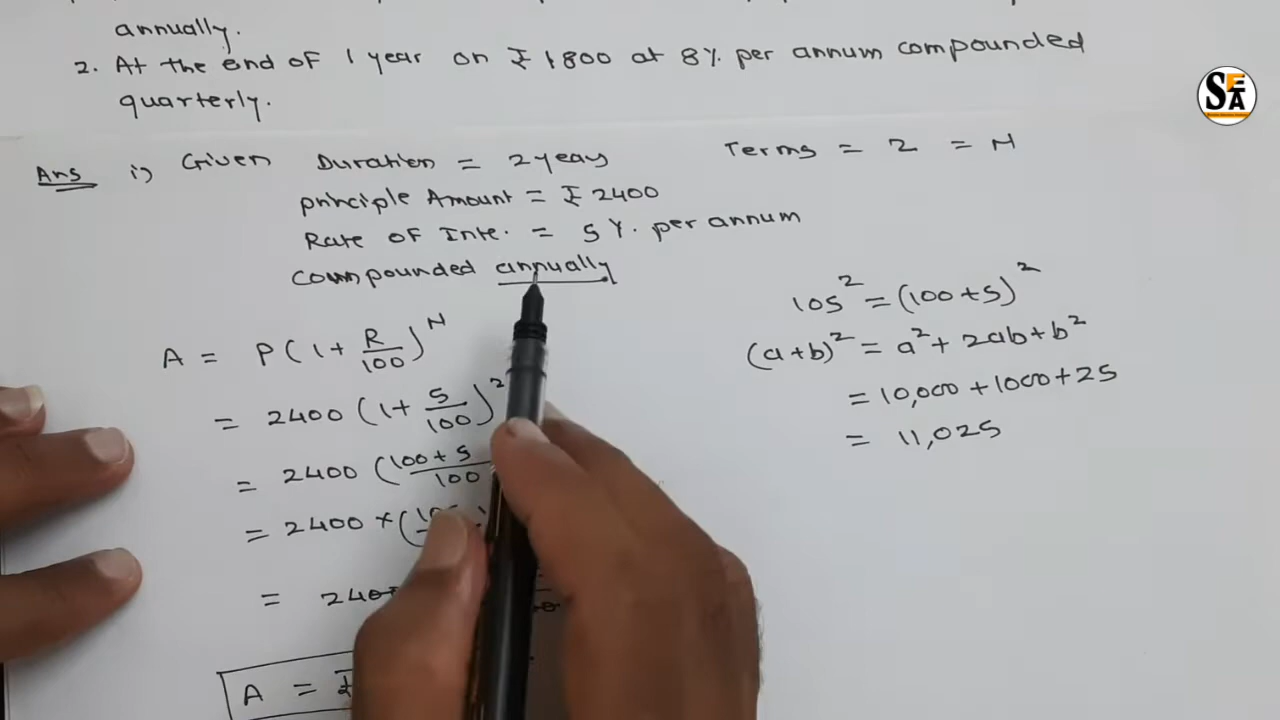 annually.
2. At the end of 1 year on ₹ 1800 at 8% per annum compounded
quarterly.
SFA
Ans i) Given Duration = 2 years Terms = 2 = N
principle Amount = ₹ 2400
Rate of Inte. = 5 %. per annum
compounded annually
105² = (100+5)²
A = P(1 + R/100)^N
(a+b)² = a² + 2ab + b²
= 2400 (1 + 5/100)²
= 10,000 + 1000 + 25
= 2400 (100+5/100
= 11,025
= 2400 × (
= 240
A = ₹